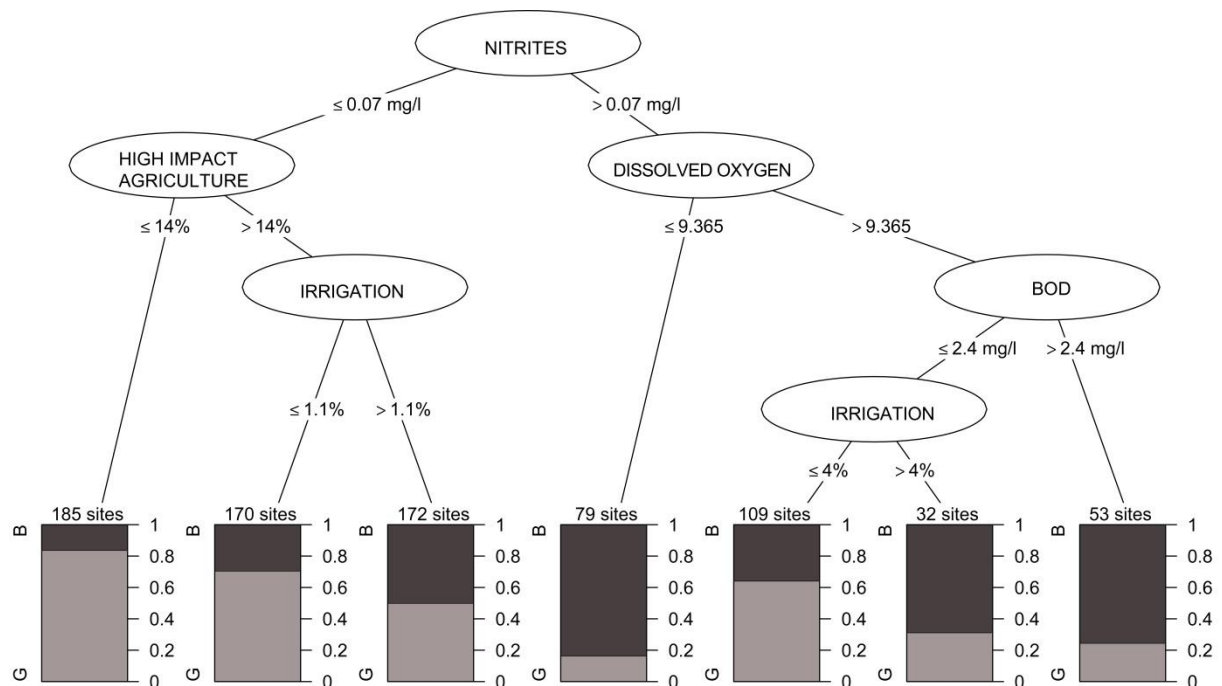 NITRITES
≤ 0.07 mg/l
> 0.07 mg/l
HIGH IMPACT
AGRICULTURE
DISSOLVED OXYGEN
≤ 14%
> 14%
≤ 9.365
> 9.365
IRRIGATION
BOD
≤ 2.4 mg/l
> 2.4 mg/l
≤ 1.1%
> 1.1%
IRRIGATION
≤ 4%
> 4%
185 sites
B
G
1
0.8
0.6
0.4
0.2
0
170 sites
B
G
1
0.8
0.6
0.4
0.2
0
172 sites
B
G
1
0.8
0.6
0.4
0.2
0
79 sites
B
G
1
0.8
0.6
0.4
0.2
0
109 sites
B
G
1
0.8
0.6
0.4
0.2
0
32 sites
B
G
1
0.8
0.6
0.4
0.2
0
53 sites
B
G
1
0.8
0.6
0.4
0.2
0